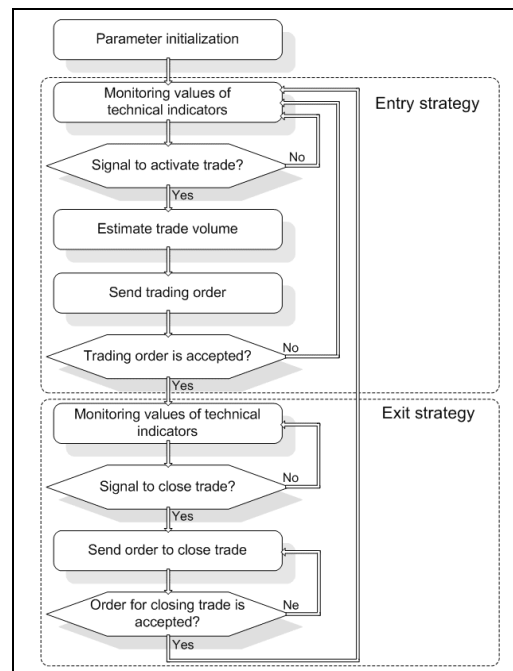 Parameter initialization
Monitoring values of
technical indicators
Entry strategy
Signal to activate trade?
No
Yes
Estimate trade volume
Send trading order
Trading order is accepted?
No
Yes
Exit strategy
Monitoring values of technical
indicators
Signal to close trade?
No
Yes
Send order to close trade
Order for closing trade is
accepted?
Ne
Yes